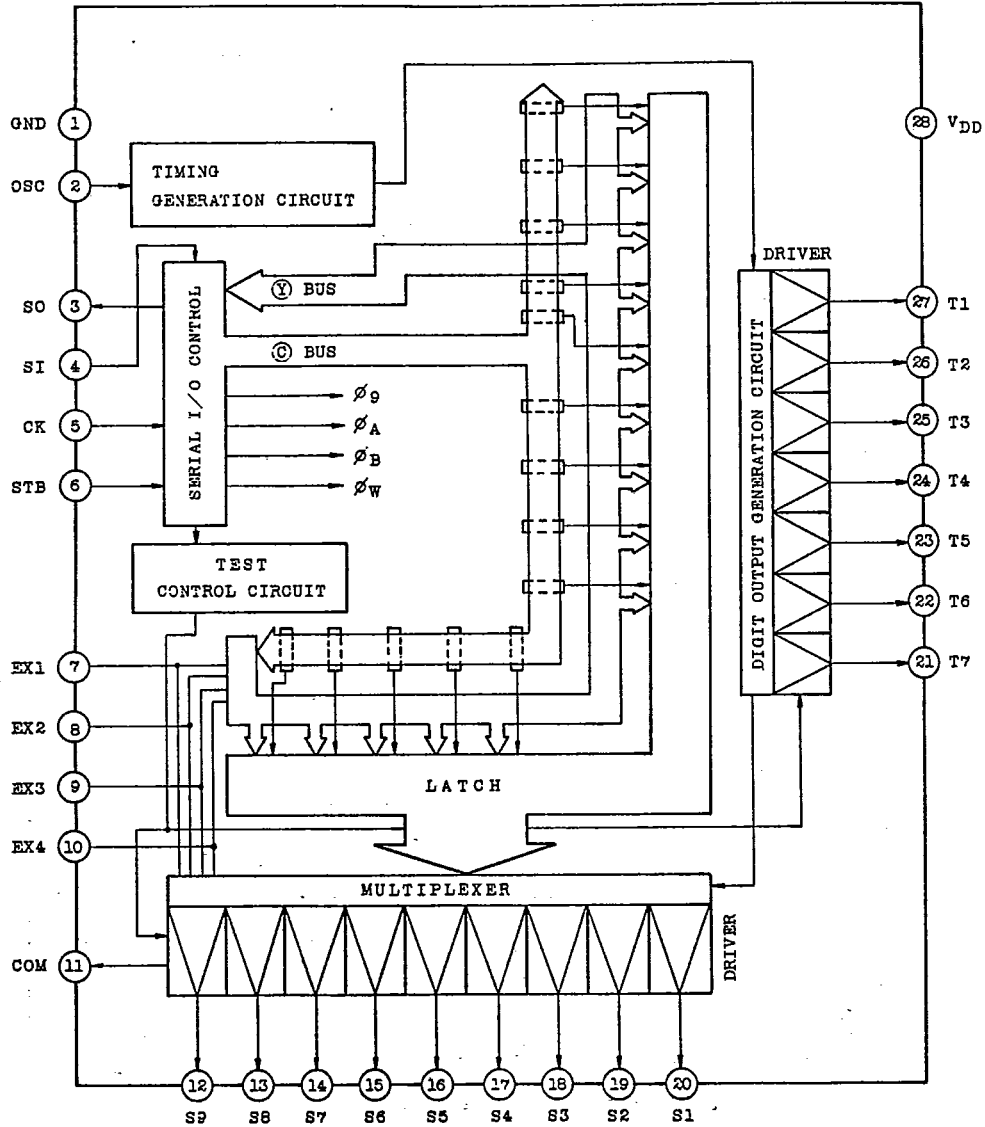 GND 1
28 VDD
OSC 2
TIMING
GENERATION CIRCUIT
DRIVER
SO 3
SI 4
CK 5
STB 6
SERIAL I/O CONTROL
Ⓨ BUS
Ⓒ BUS
Ø9
ØA
ØB
ØW
TEST
CONTROL CIRCUIT
DIGIT OUTPUT GENERATION CIRCUIT
27 T1
26 T2
25 T3
24 T4
23 T5
22 T6
21 T7
EX1 7
EX2 8
EX3 9
EX4 10
LATCH
MULTIPLEXER
DRIVER
COM 11
12 13 14 15 16 17 18 19 20
S9 S8 S7 S6 S5 S4 S3 S2 S1